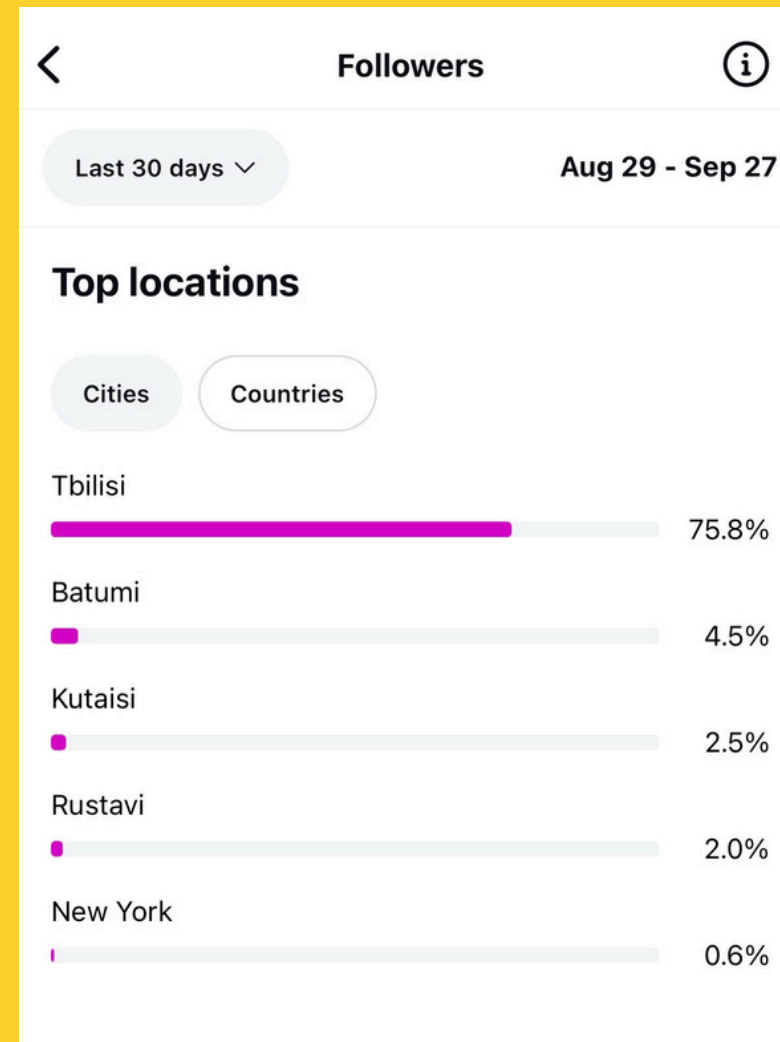 Followers
Last 30 days
Aug 29 - Sep 27
Top locations
Cities
Countries
Tbilisi
75.8%
Batumi
4.5%
Kutaisi
2.5%
Rustavi
2.0%
New York
0.6%